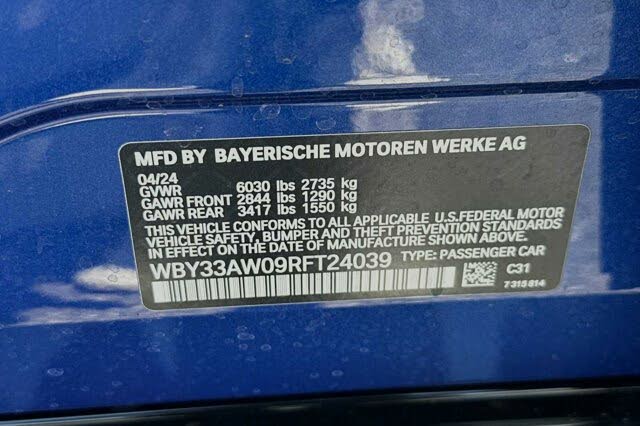 MFD BY BAYERISCHE MOTOREN WERKE AG
04/24
GVWR 6030 lbs 2735 kg
GAWR FRONT 2844 lbs 1290 kg
GAWR REAR 3417 lbs 1550 kg
THIS VEHICLE CONFORMS TO ALL APPLICABLE U.S.FEDERAL MOTOR
VEHICLE SAFETY, BUMPER AND THEFT PREVENTION STANDARDS
IN EFFECT ON THE DATE OF MANUFACTURE SHOWN ABOVE.
WBY33AW09RFT24039 TYPE: PASSENGER CAR
C31
7 315 814